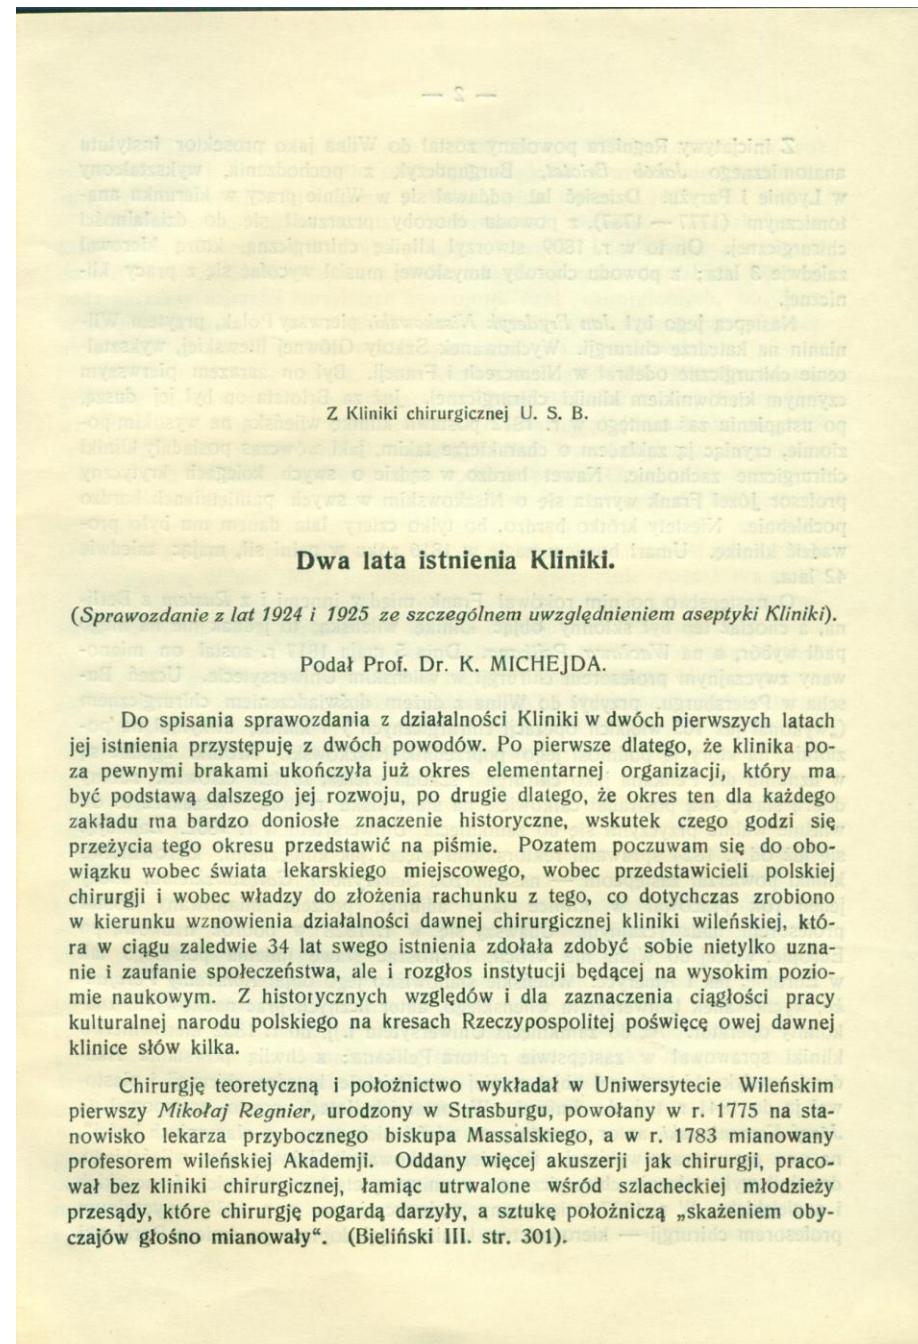 Z Kliniki chirurgicznej U. S. B.
Dwa lata istnienia Kliniki.
(Sprawozdanie z lat 1924 i 1925 ze szczególnem uwzględnieniem aseptyki Kliniki).
Podał Prof. Dr. K. MICHEJDA.
Do spisania sprawozdania z działalności Kliniki w dwóch pierwszych latach
jej istnienia przystępuję z dwóch powodów. Po pierwsze dlatego, że klinika po-
za pewnymi brakami ukończyła już okres elementarnej organizacji, który ma
być podstawą dalszego jej rozwoju, po drugie dlatego, że okres ten dla każdego
zakładu ma bardzo doniosłe znaczenie historyczne, wskutek czego godzi się
przeżycia tego okresu przedstawić na piśmie. Pozatem poczuwam się do obo-
wiązku wobec świata lekarskiego miejscowego, wobec przedstawicieli polskiej
chirurgji i wobec władzy do złożenia rachunku z tego, co dotychczas zrobiono
w kierunku wznowienia działalności dawnej chirurgicznej kliniki wileńskiej, któ-
ra w ciągu zaledwie 34 lat swego istnienia zdołała zdobyć sobie nietylko uzna-
nie i zaufanie społeczeństwa, ale i rozgłos instytucji będącej na wysokim pozio-
mie naukowym. Z historycznych względów i dla zaznaczenia ciągłości pracy
kulturalnej narodu polskiego na kresach Rzeczypospolitej poświęcę owej dawnej
klinice słów kilka.
Chirurgję teoretyczną i położnictwo wykładał w Uniwersytecie Wileńskim
pierwszy Mikołaj Regnier, urodzony w Strasburgu, powołany w r. 1775 na sta-
nowisko lekarza przybocznego biskupa Massalskiego, a w r. 1783 mianowany
profesorem wileńskiej Akademji. Oddany więcej akuszerji jak chirurgji, praco-
wał bez kliniki chirurgicznej, łamiąc utrwalone wśród szlacheckiej młodzieży
przesądy, które chirurgję pogardą darzyły, a sztukę położniczą „skażeniem oby-
czajów głośno mianowały“. (Bieliński III. str. 301).